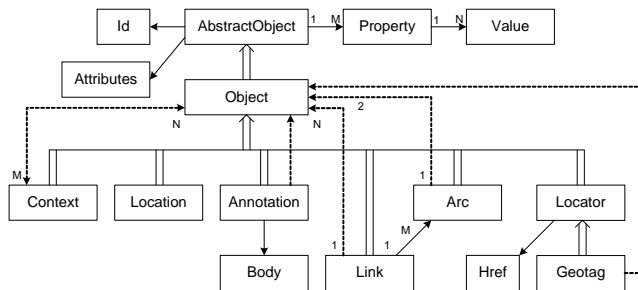 Id
AbstractObject
1
M
Property
1
N
Value
Attributes
Object
2
N
N
M
1
Context
Location
Annotation
Arc
Locator
M
1
1
Body
Link
Href
Geotag